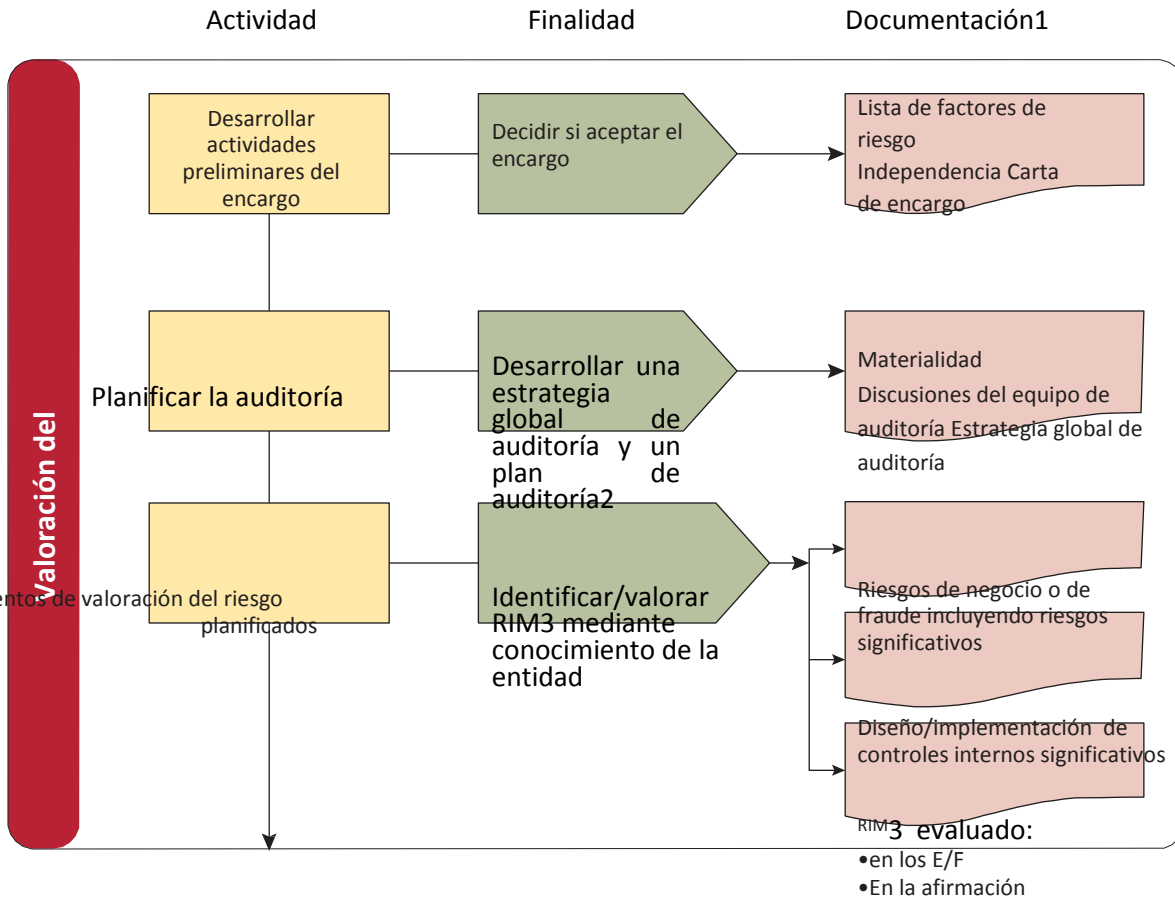 Actividad
Finalidad
Documentación1
Valoración del
Desarrollar
actividades
preliminares del
encargo
Decidir si aceptar el
encargo
Lista de factores de
riesgo
Independencia Carta
de encargo
Planificar la auditoría
Desarrollar una
estrategia
global de
auditoría y un
plan de
auditoría2
Materialidad
Discusiones del equipo de
auditoría Estrategia global de
auditoría
entos de valoración del riesgo
planificados
Identificar/valorar
RIM3 mediante
conocimiento de la
entidad
Riesgos de negocio o de
fraude incluyendo riesgos
significativos
Diseño/implementación de
controles internos significativos
RIM3 evaluado:
•en los E/F
•En la afirmación